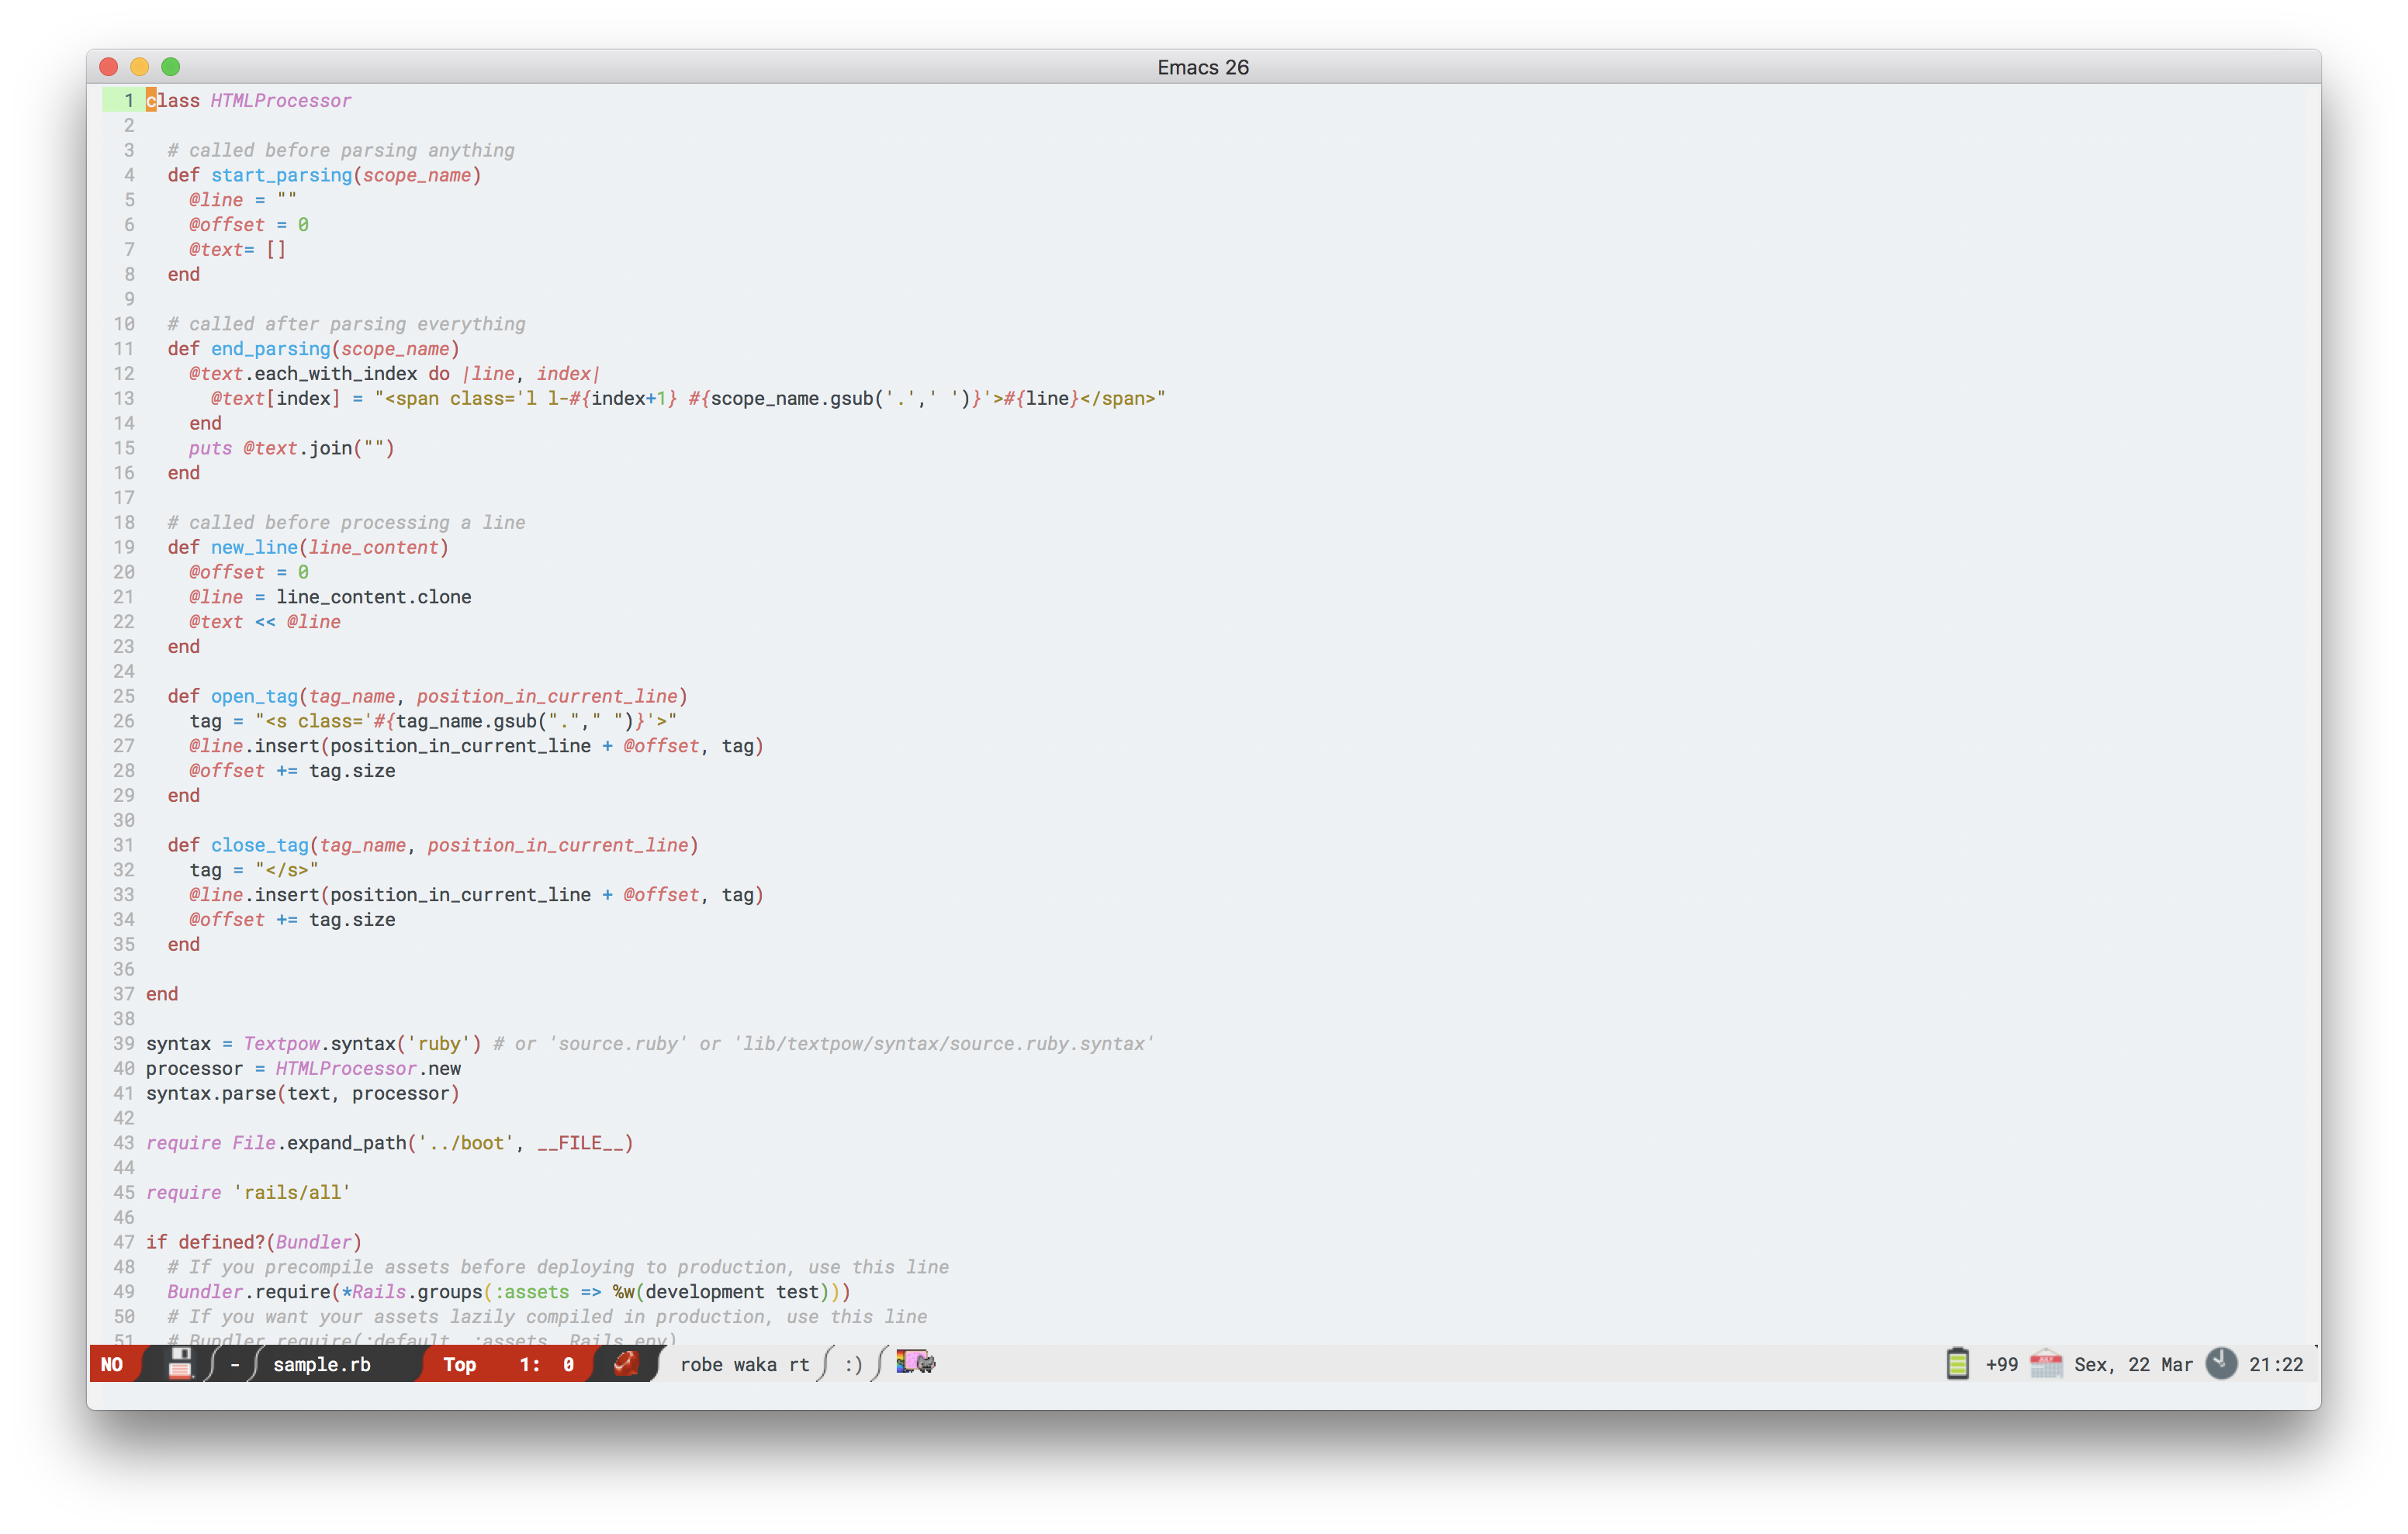 Emacs 26
1 class HTMLProcessor
2
3   # called before parsing anything
4   def start_parsing(scope_name)
5     @line = ""
6     @offset = 0
7     @text= []
8   end
9
10   # called after parsing everything
11   def end_parsing(scope_name)
12     @text.each_with_index do |line, index|
13       @text[index] = "<span class='l l-#{index+1} #{scope_name.gsub('.',' ')}'>#{line}</span>"
14     end
15     puts @text.join("")
16   end
17
18   # called before processing a line
19   def new_line(line_content)
20     @offset = 0
21     @line = line_content.clone
22     @text << @line
23   end
24
25   def open_tag(tag_name, position_in_current_line)
26     tag = "<s class='#{tag_name.gsub("."," ")}'>"
27     @line.insert(position_in_current_line + @offset, tag)
28     @offset += tag.size
29   end
30
31   def close_tag(tag_name, position_in_current_line)
32     tag = "</s>"
33     @line.insert(position_in_current_line + @offset, tag)
34     @offset += tag.size
35   end
36
37 end
38
39 syntax = Textpow.syntax('ruby') # or 'source.ruby' or 'lib/textpow/syntax/source.ruby.syntax'
40 processor = HTMLProcessor.new
41 syntax.parse(text, processor)
42
43 require File.expand_path('../boot', __FILE__)
44
45 require 'rails/all'
46
47 if defined?(Bundler)
48   # If you precompile assets before deploying to production, use this line
49   Bundler.require(*Rails.groups(:assets => %w(development test)))
50   # If you want your assets lazily compiled in production, use this line
51   # Bundler.require(:default, :assets, Rails.env)
NO - sample.rb Top 1: 0 robe waka rt :) +99 JULY Sex, 22 Mar 21:22